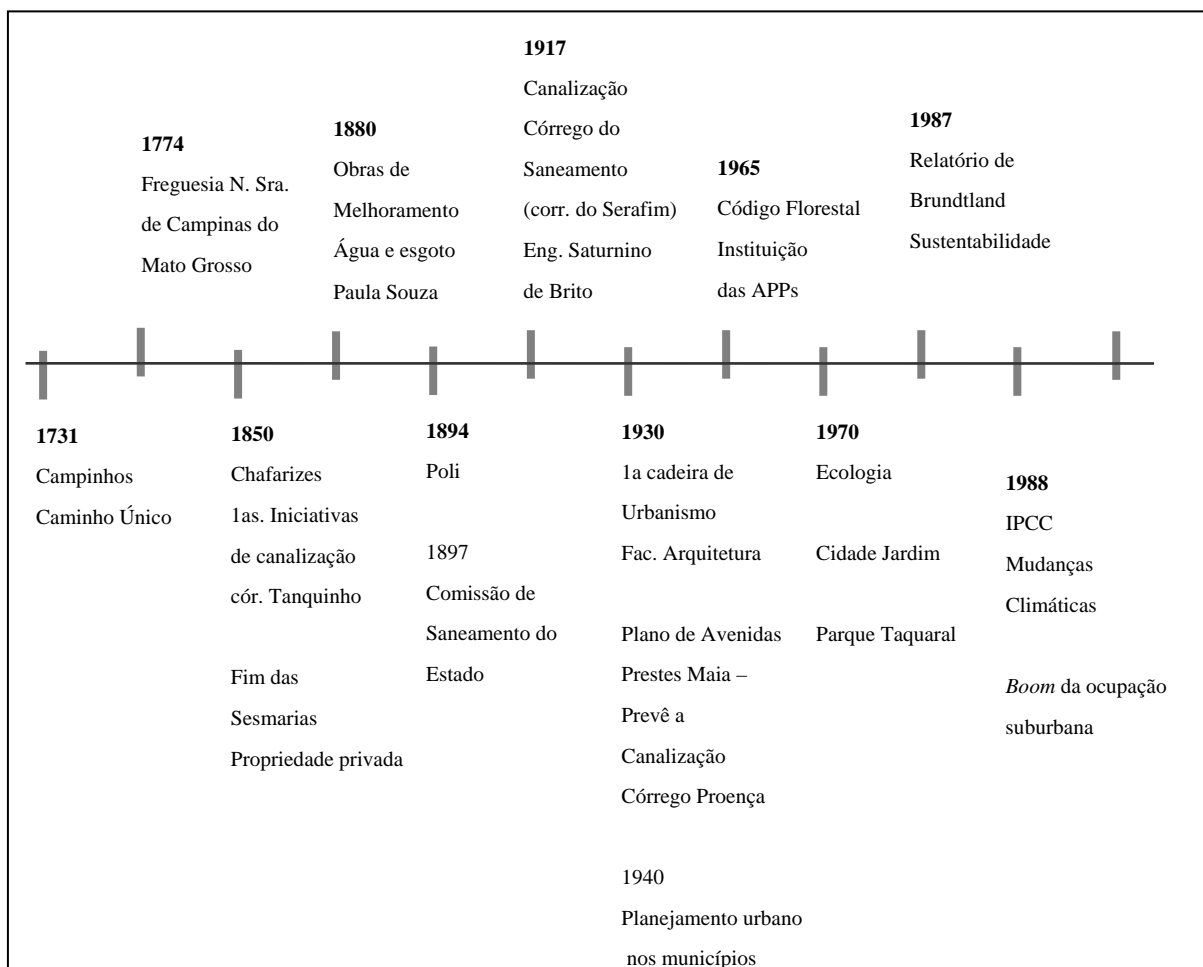 1917
Canalização
Córrego do
Saneamento
(corr. do Serafim)
Eng. Saturnino
de Brito
1774
Freguesia N. Sra.
de Campinas do
Mato Grosso
1880
Obras de
Melhoramento
Água e esgoto
Paula Souza
1965
Código Florestal
Instituição
das APPs
1987
Relatório de
Brundtland
Sustentabilidade
1731
Campinhos
Caminho Único
1850
Chafarizes
1as. Iniciativas
de canalização
cór. Tanquinho
Fim das
Sesmarias
Propriedade privada
1894
Poli
1897
Comissão de
Saneamento do
Estado
1930
1a cadeira de
Urbanismo
Fac. Arquitetura
Plano de Avenidas
Prestes Maia –
Prevê a
Canalização
Córrego Proença
1940
Planejamento urbano
nos municípios
1970
Ecologia
Cidade Jardim
Parque Taquaral
1988
IPCC
Mudanças
Climáticas
Boom da ocupação
suburbana